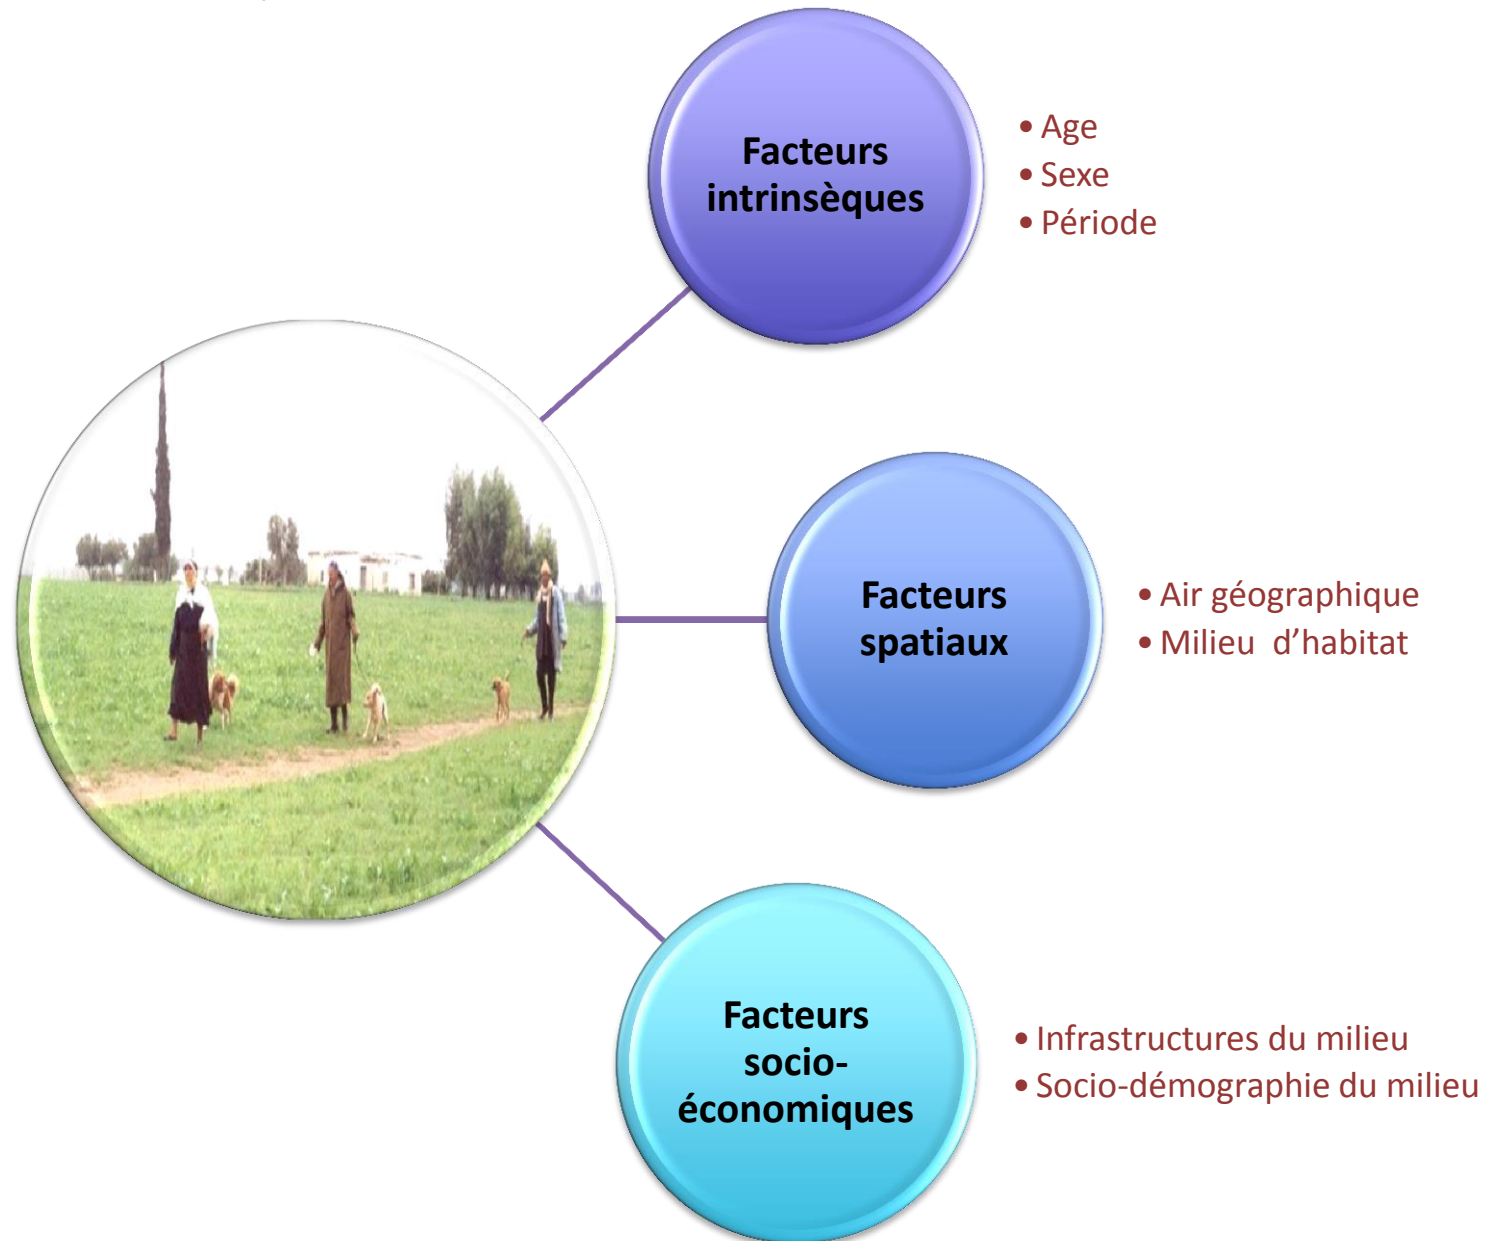 Facteurs
intrinsèques
• Age
• Sexe
• Période
Facteurs
spatiaux
• Air géographique
• Milieu d’habitat
Facteurs
socio-
économiques
• Infrastructures du milieu
• Socio-démographie du milieu